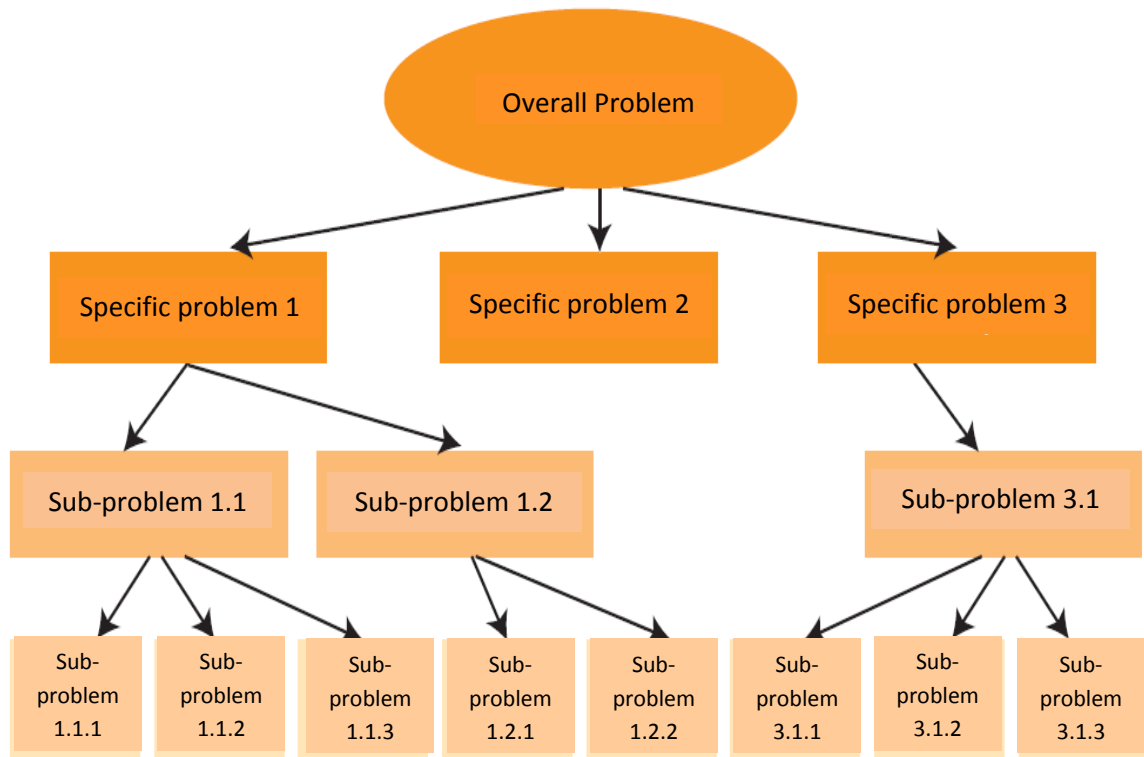 Overall Problem
Specific problem 1
Specific problem 2
Specific problem 3
Sub-problem 1.1
Sub-problem 1.2
Sub-problem 3.1
Sub-
problem
1.1.1
Sub-
problem
1.1.2
Sub-
problem
1.1.3
Sub-
problem
1.2.1
Sub-
problem
1.2.2
Sub-
problem
3.1.1
Sub-
problem
3.1.2
Sub-
problem
3.1.3